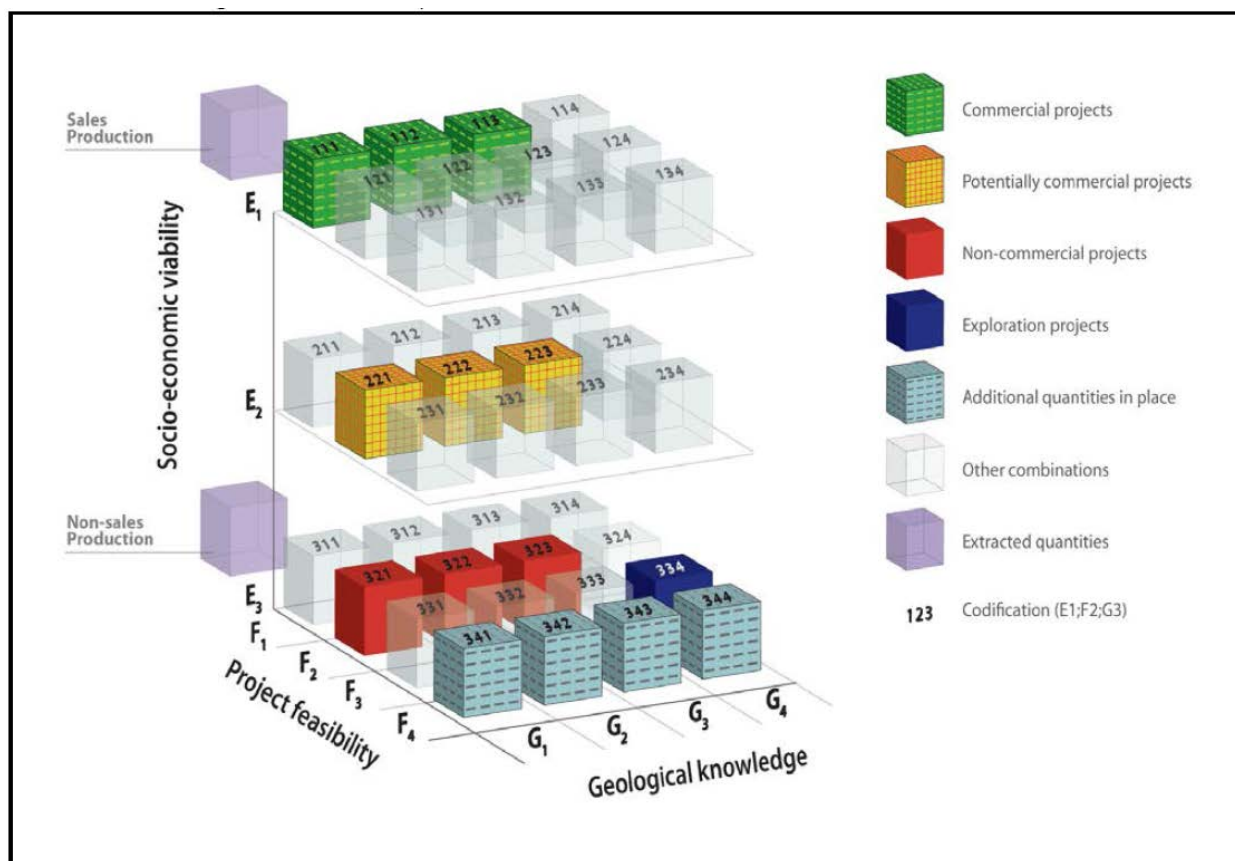 Sales
Production
Socio-economic viability
E1
111
112
113
114
121
122
123
124
131
132
133
134
E2
211
212
213
214
221
222
223
224
231
232
233
234
Non-sales
Production
E3
311
312
313
314
321
322
323
324
331
332
333
334
341
342
343
344
F1
F2
F3
F4
Project feasibility
G1
G2
G3
G4
Geological knowledge
Commercial projects
Potentially commercial projects
Non-commercial projects
Exploration projects
Additional quantities in place
Other combinations
Extracted quantities
123 Codification (E1;F2;G3)